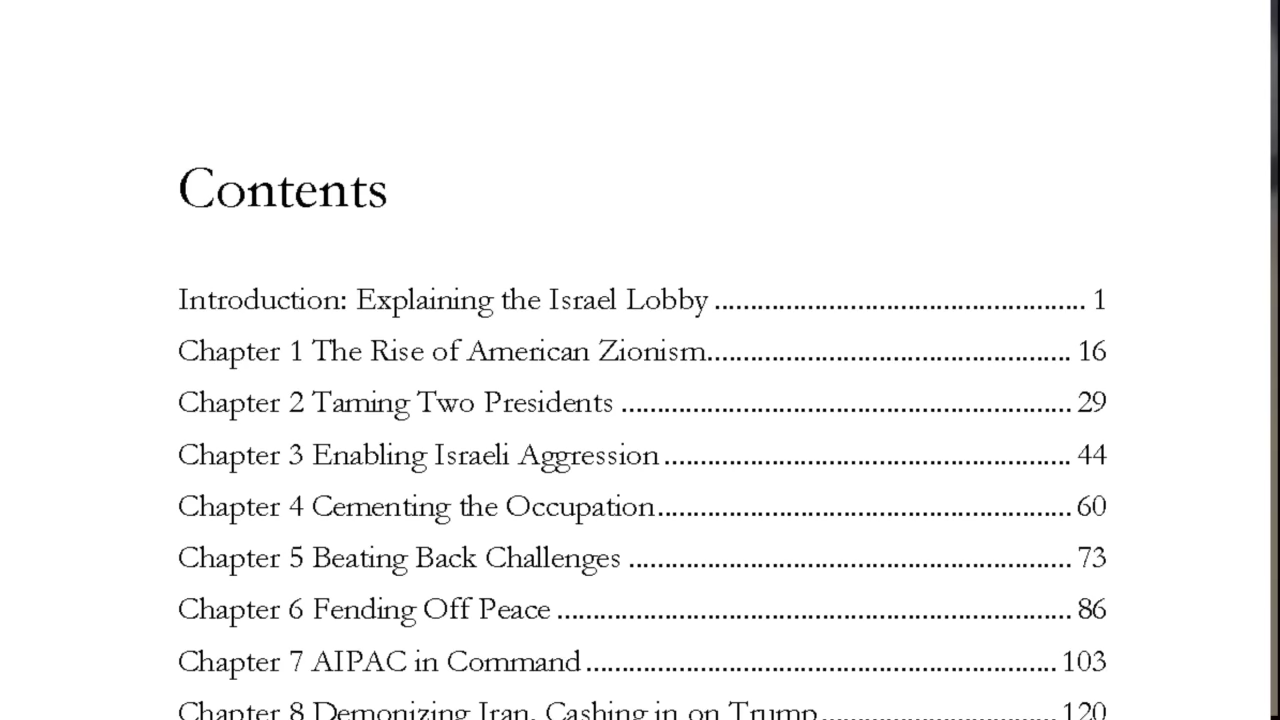 Contents
Introduction: Explaining the Israel Lobby ........................................................ 1
Chapter 1 The Rise of American Zionism........................................................ 16
Chapter 2 Taming Two Presidents .................................................................... 29
Chapter 3 Enabling Israeli Aggression .............................................................. 44
Chapter 4 Cementing the Occupation............................................................... 60
Chapter 5 Beating Back Challenges ................................................................... 73
Chapter 6 Fending Off Peace ............................................................................. 86
Chapter 7 AIPAC in Command ....................................................................... 103
Chapter 8 Demonizing Iran, Cashing in on Trump...................................... 120